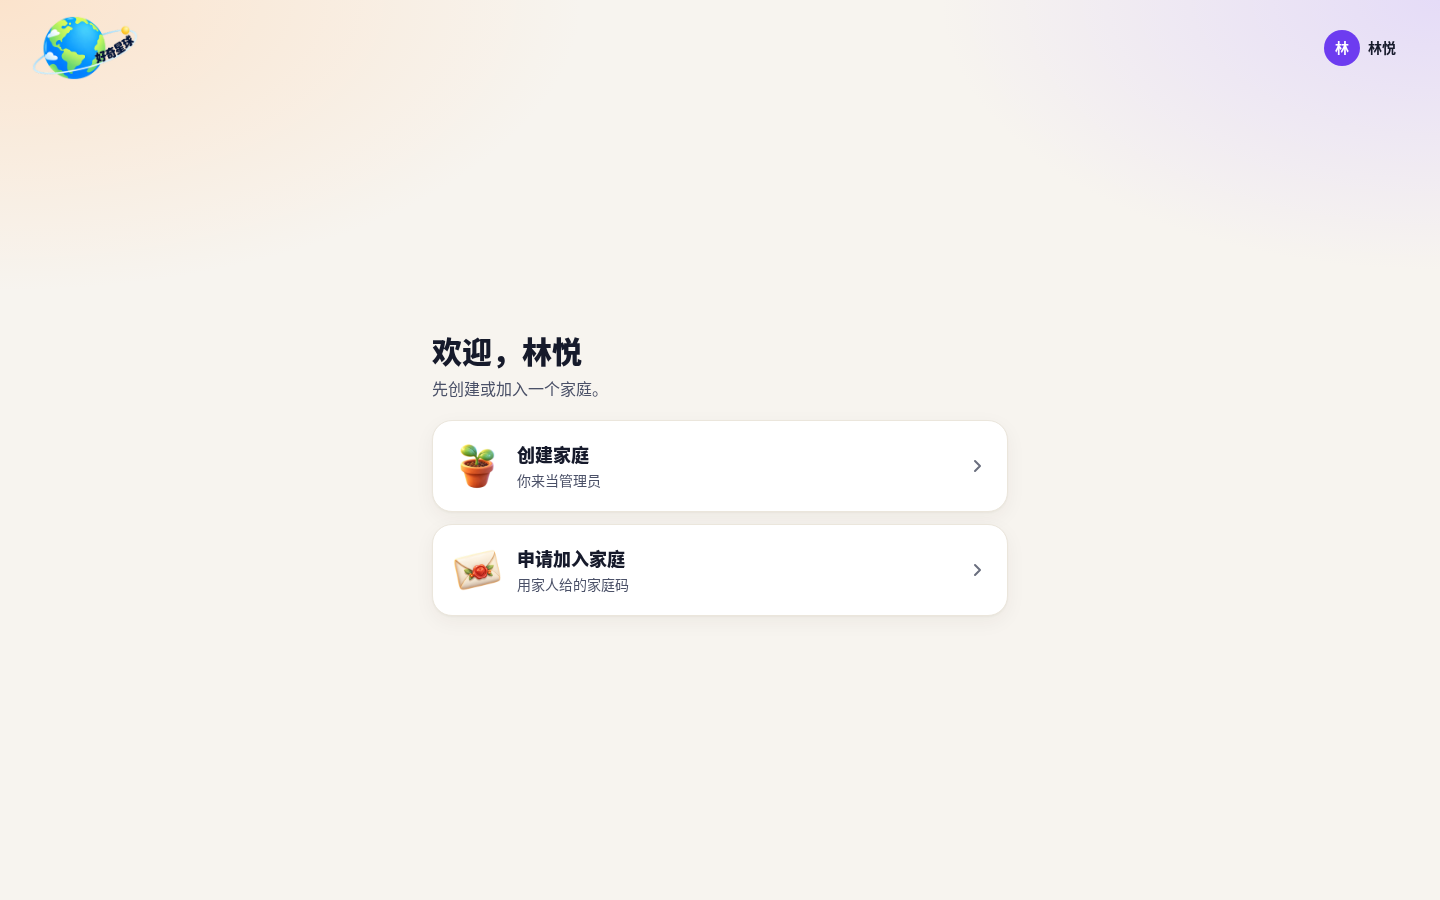 好奇星球
林 林悦
欢迎，林悦
先创建或加入一个家庭。
创建家庭
你来当管理员
申请加入家庭
用家人给的家庭码